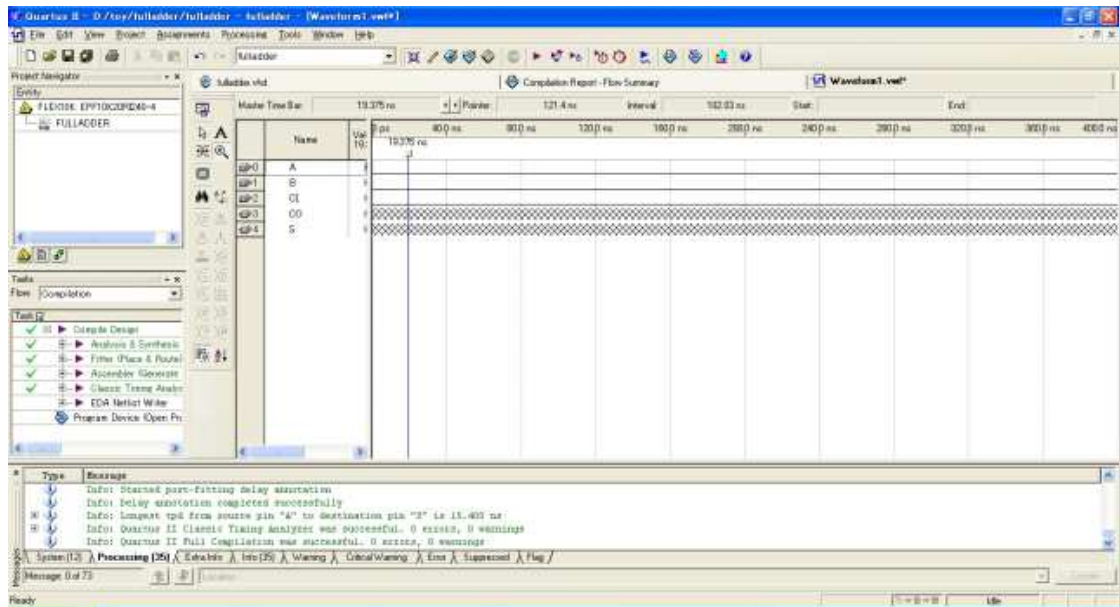 Quartus II - D:/toy/fulladder/fulladder - fulladder - [Waveform1.vwf*]
File Edit View Project Assignments Processing Tools Window Help
fulladder
Project Navigator
Entity
FLEX10K: EPF10K20RC240-4
FULLADDER
fulladder.vhd
Compilation Report - Flow Summary
Waveform1.vwf*
Master Time Bar: 19.375 ns Pointer: 121.4 ns Interval: 102.03 ns Start: End:
Name
0 ps 40.0 ns 80.0 ns 120.0 ns 160.0 ns 200.0 ns 240.0 ns 280.0 ns 320.0 ns 360.0 ns 400.0 ns
19.375 ns
0 A
1 B
2 CI
3 CO
4 S
Tasks
Flow: Compilation
Task
Compile Design
Analysis & Synthesis
Fitter (Place & Route)
Assembler (Generate
Classic Timing Analy
EDA Netlist Writer
Program Device (Open Pr
Type Message
Info: Started post-fitting delay annotation
Info: Delay annotation completed successfully
Info: Longest tpd from source pin "A" to destination pin "S" is 15.400 ns
Info: Quartus II Classic Timing Analyzer was successful. 0 errors, 0 warnings
Info: Quartus II Full Compilation was successful. 0 errors, 0 warnings
System (12) Processing (35) Extra Info Info (35) Warning Critical Warning Error Suppressed Flag
Messages
Message: 0 of 73
Location:
Locate
Ready
Idle